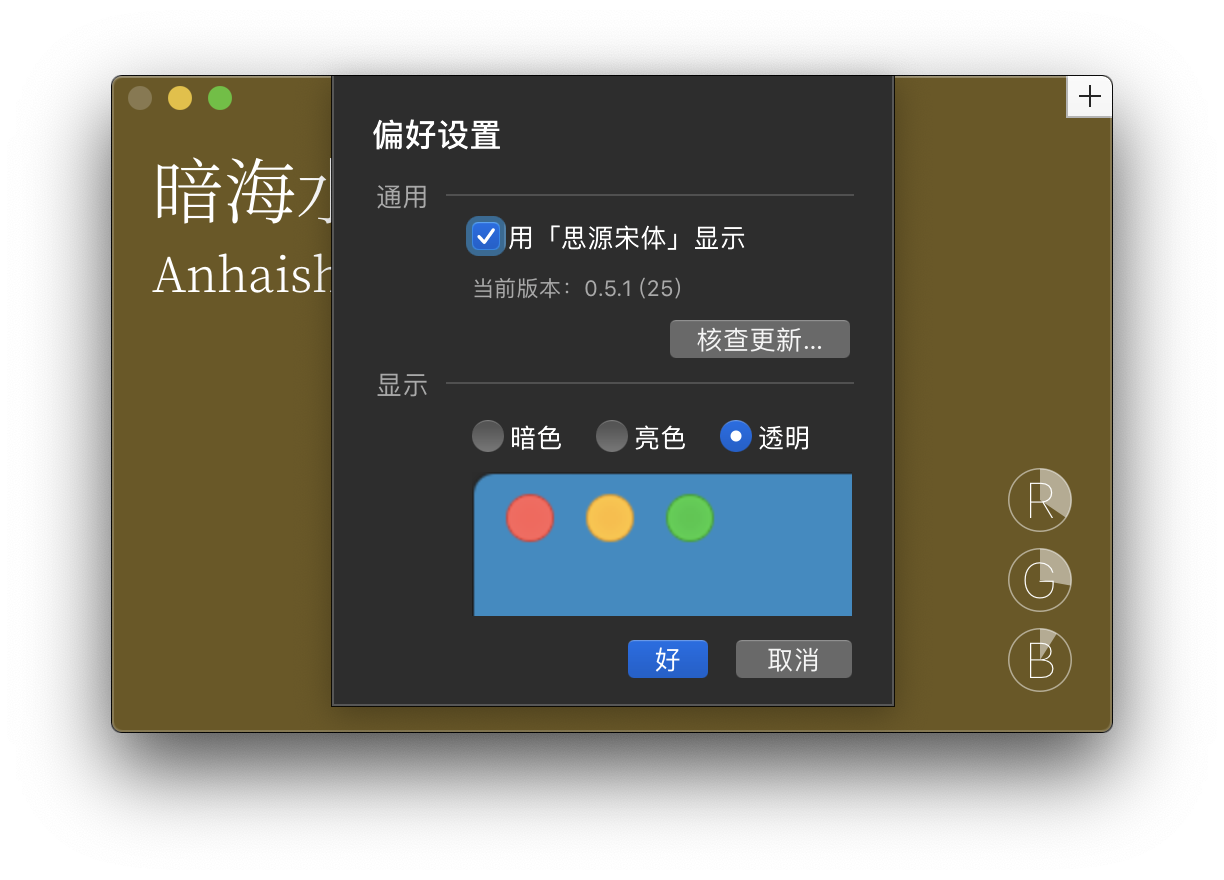 偏好设置
暗海
Anhaish
通用
用「思源宋体」显示
当前版本：0.5.1 (25)
核查更新...
显示
暗色
亮色
透明
R
G
B
好
取消